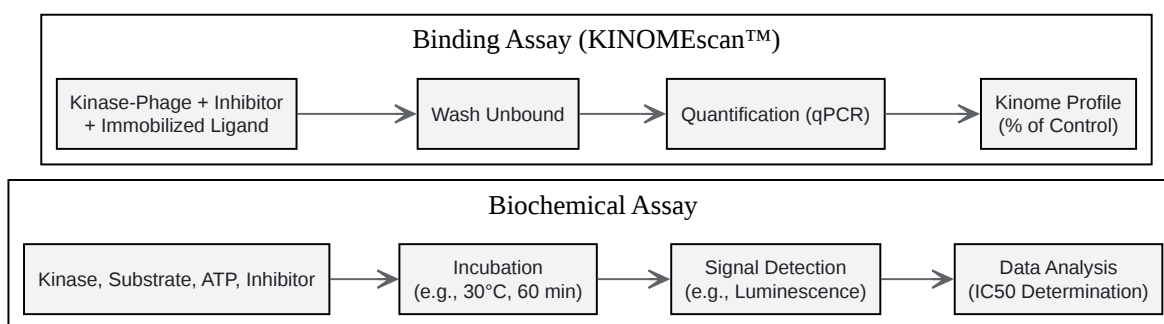 Binding Assay (KINOMEscan™)
Kinase-Phage + Inhibitor
+ Immobilized Ligand
Wash Unbound
Quantification (qPCR)
Kinome Profile
(% of Control)
Biochemical Assay
Kinase, Substrate, ATP, Inhibitor
Incubation
(e.g., 30°C, 60 min)
Signal Detection
(e.g., Luminescence)
Data Analysis
(IC50 Determination)